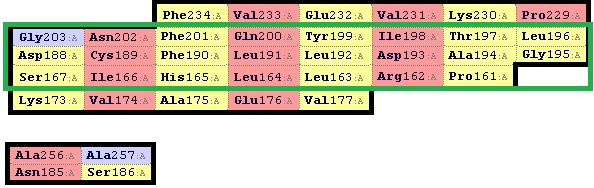 Phe234:A Val233:A Glu232:A Val231:A Lys230:A Pro229:A
Gly203:A Asn202:A Phe201:A Gln200:A Tyr199:A Ile198:A Thr197:A Leu196:A
Asp188:A Cys189:A Phe190:A Leu191:A Leu192:A Asp193:A Ala194:A Gly195:A
Ser167:A Ile166:A His165:A Leu164:A Leu163:A Arg162:A Pro161:A
Lys173:A Val174:A Ala175:A Glu176:A Val177:A
Ala256:A Ala257:A
Asn185:A Ser186:A